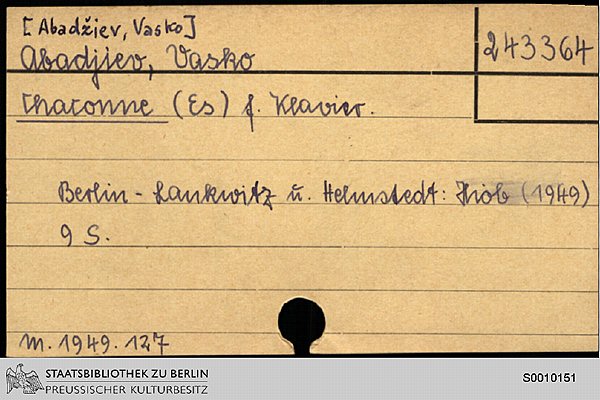 [Abadžiev, Vasko]
Abadjiev, Vasko
243364
Chaconne (Es) f. Klavier.
Berlin-Lankwitz u. Helmstedt: Hiob (1949)
9 S.
M. 1949. 127
STAATSBIBLIOTHEK ZU BERLIN
PREUSSISCHER KULTURBESITZ
S0010151